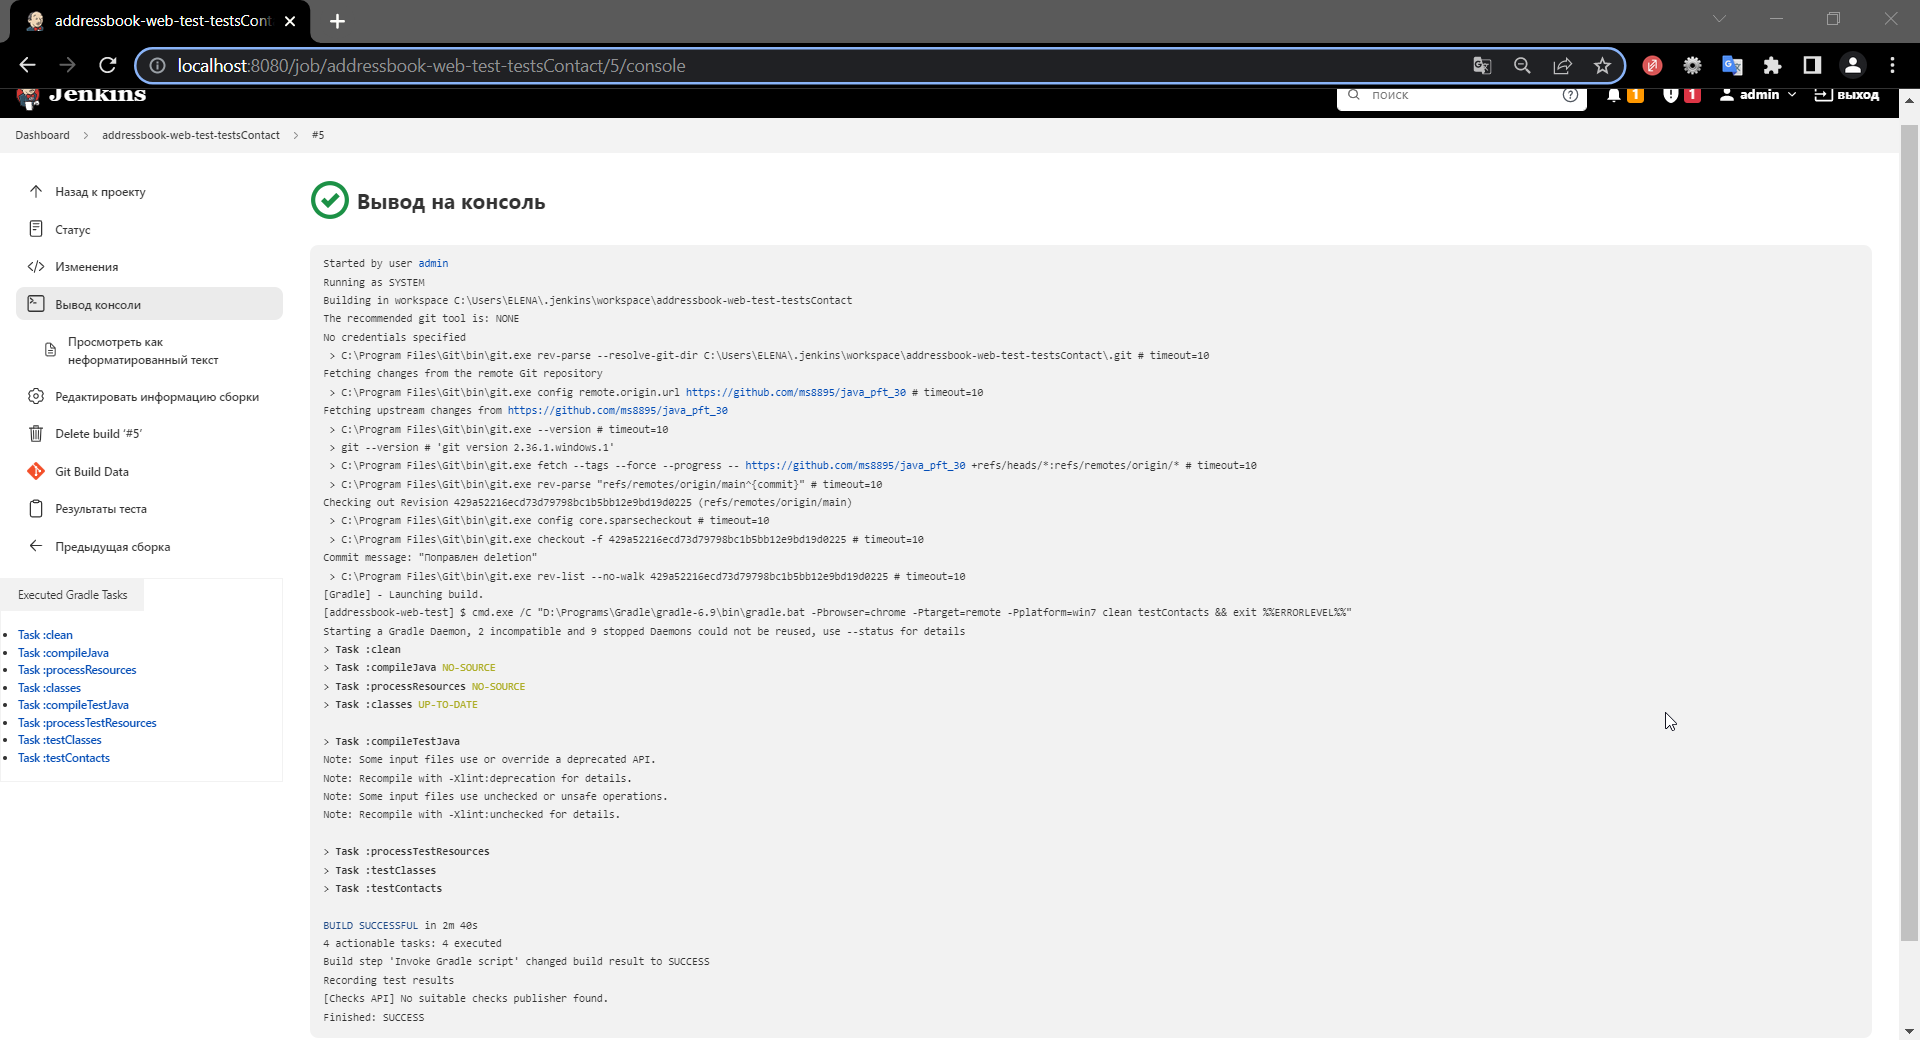 addressbook-web-test-testsCont
localhost:8080/job/addressbook-web-test-testsContact/5/console
Jenkins
поиск
1
1
admin
выход
Dashboard
addressbook-web-test-testsContact
#5
Назад к проекту
Статус
Изменения
Вывод консоли
Просмотреть как
неформатированный текст
Редактировать информацию сборки
Delete build ‘#5’
Git Build Data
Результаты теста
Предыдущая сборка
Executed Gradle Tasks
Task :clean
Task :compileJava
Task :processResources
Task :classes
Task :compileTestJava
Task :processTestResources
Task :testClasses
Task :testContacts
Вывод на консоль
Started by user admin
Running as SYSTEM
Building in workspace C:\Users\ELENA\.jenkins\workspace\addressbook-web-test-testsContact
The recommended git tool is: NONE
No credentials specified
> C:\Program Files\Git\bin\git.exe rev-parse --resolve-git-dir C:\Users\ELENA\.jenkins\workspace\addressbook-web-test-testsContact\.git # timeout=10
Fetching changes from the remote Git repository
> C:\Program Files\Git\bin\git.exe config remote.origin.url https://github.com/ms8895/java_pft_30 # timeout=10
Fetching upstream changes from https://github.com/ms8895/java_pft_30
> C:\Program Files\Git\bin\git.exe --version # timeout=10
> git --version # 'git version 2.36.1.windows.1'
> C:\Program Files\Git\bin\git.exe fetch --tags --force --progress -- https://github.com/ms8895/java_pft_30 +refs/heads/*:refs/remotes/origin/* # timeout=10
> C:\Program Files\Git\bin\git.exe rev-parse "refs/remotes/origin/main^{commit}" # timeout=10
Checking out Revision 429a52216ecd73d79798bc1b5bb12e9bd19d0225 (refs/remotes/origin/main)
> C:\Program Files\Git\bin\git.exe config core.sparsecheckout # timeout=10
> C:\Program Files\Git\bin\git.exe checkout -f 429a52216ecd73d79798bc1b5bb12e9bd19d0225 # timeout=10
Commit message: "Поправлен deletion"
> C:\Program Files\Git\bin\git.exe rev-list --no-walk 429a52216ecd73d79798bc1b5bb12e9bd19d0225 # timeout=10
[Gradle] - Launching build.
[addressbook-web-test] $ cmd.exe /C "D:\Programs\Gradle\gradle-6.9\bin\gradle.bat -Pbrowser=chrome -Ptarget=remote -Pplatform=win7 clean testContacts && exit %%ERRORLEVEL%%"
Starting a Gradle Daemon, 2 incompatible and 9 stopped Daemons could not be reused, use --status for details
> Task :clean
> Task :compileJava NO-SOURCE
> Task :processResources NO-SOURCE
> Task :classes UP-TO-DATE
> Task :compileTestJava
Note: Some input files use or override a deprecated API.
Note: Recompile with -Xlint:deprecation for details.
Note: Some input files use unchecked or unsafe operations.
Note: Recompile with -Xlint:unchecked for details.
> Task :processTestResources
> Task :testClasses
> Task :testContacts
BUILD SUCCESSFUL in 2m 40s
4 actionable tasks: 4 executed
Build step 'Invoke Gradle script' changed build result to SUCCESS
Recording test results
[Checks API] No suitable checks publisher found.
Finished: SUCCESS